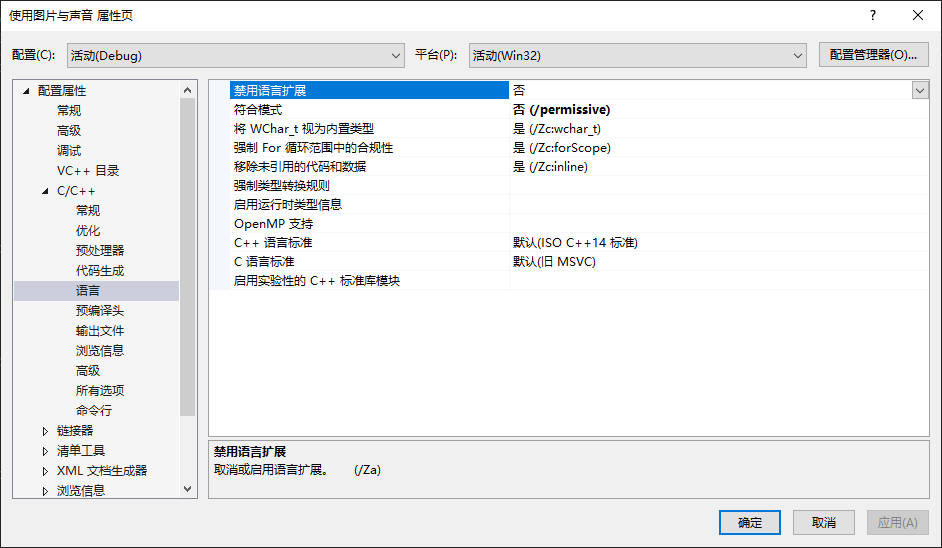 使用图片与声音 属性页
?
配置(C):
活动(Debug)
平台(P):
活动(Win32)
配置管理器(O)...
配置属性
常规
高级
调试
VC++ 目录
C/C++
常规
优化
预处理器
代码生成
语言
预编译头
输出文件
浏览信息
高级
所有选项
命令行
链接器
清单工具
XML 文档生成器
浏览信息
禁用语言扩展 否
符合模式 否 (/permissive)
将 WChar_t 视为内置类型 是 (/Zc:wchar_t)
强制 For 循环范围中的合规性 是 (/Zc:forScope)
移除未引用的代码和数据 是 (/Zc:inline)
强制类型转换规则
启用运行时类型信息
OpenMP 支持
C++ 语言标准 默认(ISO C++14 标准)
C 语言标准 默认(旧 MSVC)
启用实验性的 C++ 标准库模块
禁用语言扩展
取消或启用语言扩展。 (/Za)
确定
取消
应用(A)